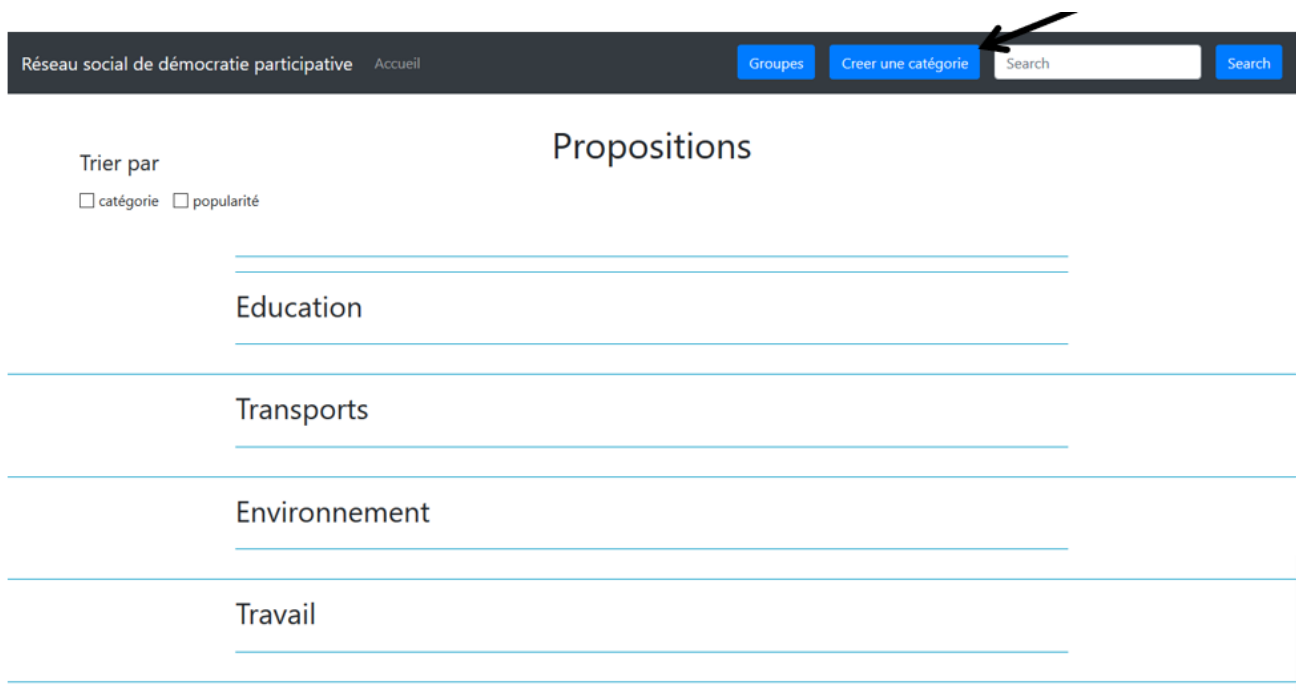 Réseau social de démocratie participative Accueil Groupes Creer une catégorie Search Search
Propositions
Trier par
catégorie popularité
Education
Transports
Environnement
Travail